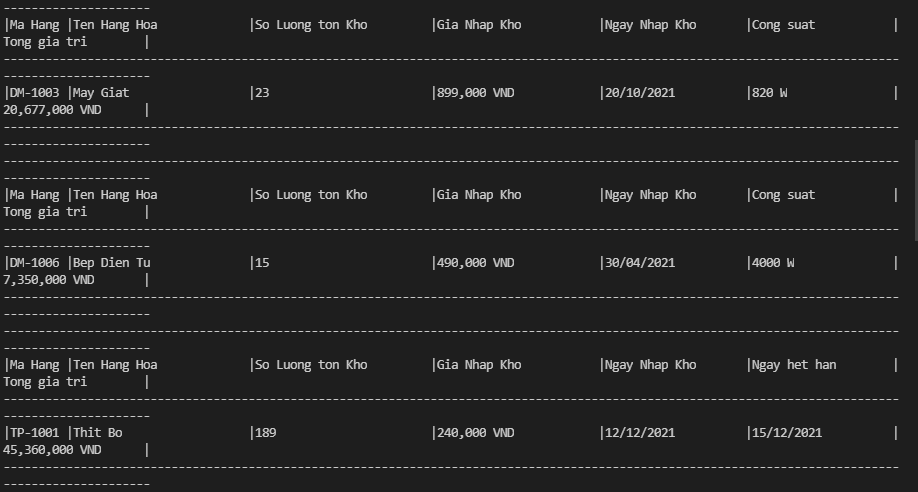 ---------------------
|Ma Hang |Ten Hang Hoa             |So Luong ton Kho         |Gia Nhap Kho           |Ngay Nhap Kho       |Cong suat           |
Tong gia tri        |
--------------------------------------------------------------------------------------------------------------------------------
---------------------
|DM-1003 |May Giat                 |23                       |899,000 VND            |20/10/2021          |820 W               |
20,677,000 VND      |
--------------------------------------------------------------------------------------------------------------------------------
---------------------
--------------------------------------------------------------------------------------------------------------------------------
---------------------
|Ma Hang |Ten Hang Hoa             |So Luong ton Kho         |Gia Nhap Kho           |Ngay Nhap Kho       |Cong suat           |
Tong gia tri        |
--------------------------------------------------------------------------------------------------------------------------------
---------------------
|DM-1006 |Bep Dien Tu              |15                       |490,000 VND            |30/04/2021          |4000 W              |
7,350,000 VND       |
--------------------------------------------------------------------------------------------------------------------------------
---------------------
--------------------------------------------------------------------------------------------------------------------------------
---------------------
|Ma Hang |Ten Hang Hoa             |So Luong ton Kho         |Gia Nhap Kho           |Ngay Nhap Kho       |Ngay het han        |
Tong gia tri        |
--------------------------------------------------------------------------------------------------------------------------------
---------------------
|TP-1001 |Thit Bo                  |189                      |240,000 VND            |12/12/2021          |15/12/2021          |
45,360,000 VND      |
--------------------------------------------------------------------------------------------------------------------------------
---------------------